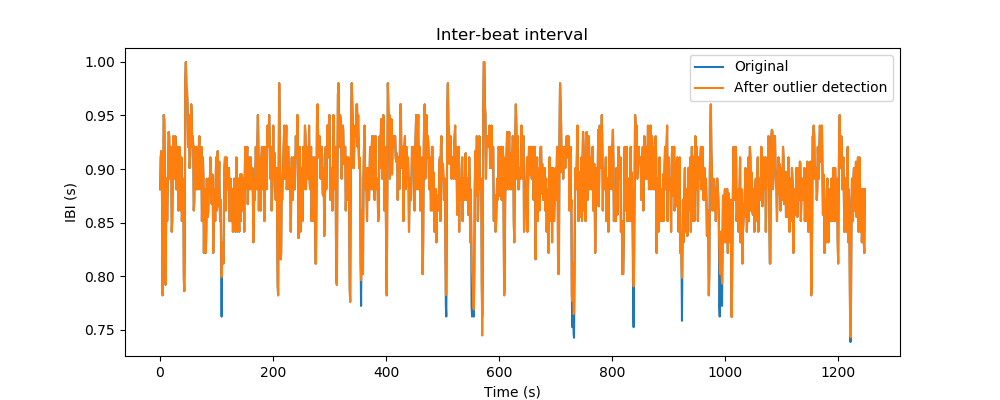 Inter-beat interval
Original
After outlier detection
1.00
0.95
0.90
0.85
0.80
0.75
IBI (s)
0 200 400 600 800 1000 1200
Time (s)